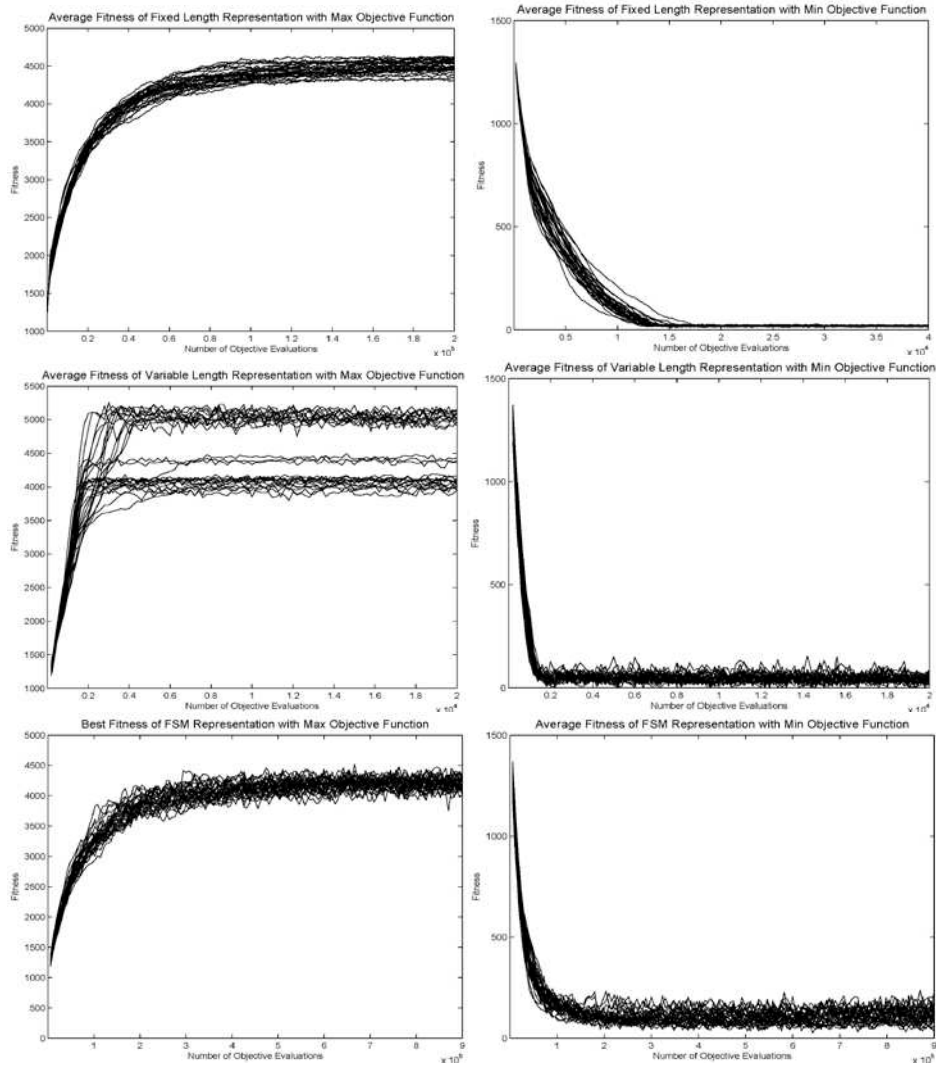 Average Fitness of Fixed Length Representation with Max Objective Function
5000
4500
4000
3500
3000
2500
2000
1500
1000
Fitness
0.2 0.4 0.6 0.8 1 1.2 1.4 1.6 1.8 2
Number of Objective Evaluations
Average Fitness of Fixed Length Representation with Min Objective Function
1500
1000
500
0
Fitness
0.5 1 1.5 2 2.5 3 3.5 4
Number of Objective Evaluations
Average Fitness of Variable Length Representation with Max Objective Function
5500
5000
4500
4000
3500
3000
2500
2000
1500
1000
Fitness
0.2 0.4 0.6 0.8 1 1.2 1.4 1.6 1.8 2
Number of Objective Evaluations
Average Fitness of Variable Length Representation with Min Objective Function
1500
1000
500
0
Fitness
0.2 0.4 0.6 0.8 1 1.2 1.4 1.6 1.8 2
Number of Objective Evaluations
Best Fitness of FSM Representation with Max Objective Function
5000
4500
4000
3500
3000
2500
2000
1500
1000
500
0
Fitness
1 2 3 4 5 6 7 8 9
Number of Objective Evaluations
Average Fitness of FSM Representation with Min Objective Function
1500
1000
500
0
Fitness
1 2 3 4 5 6 7 8 9
Number of Objective Evaluations